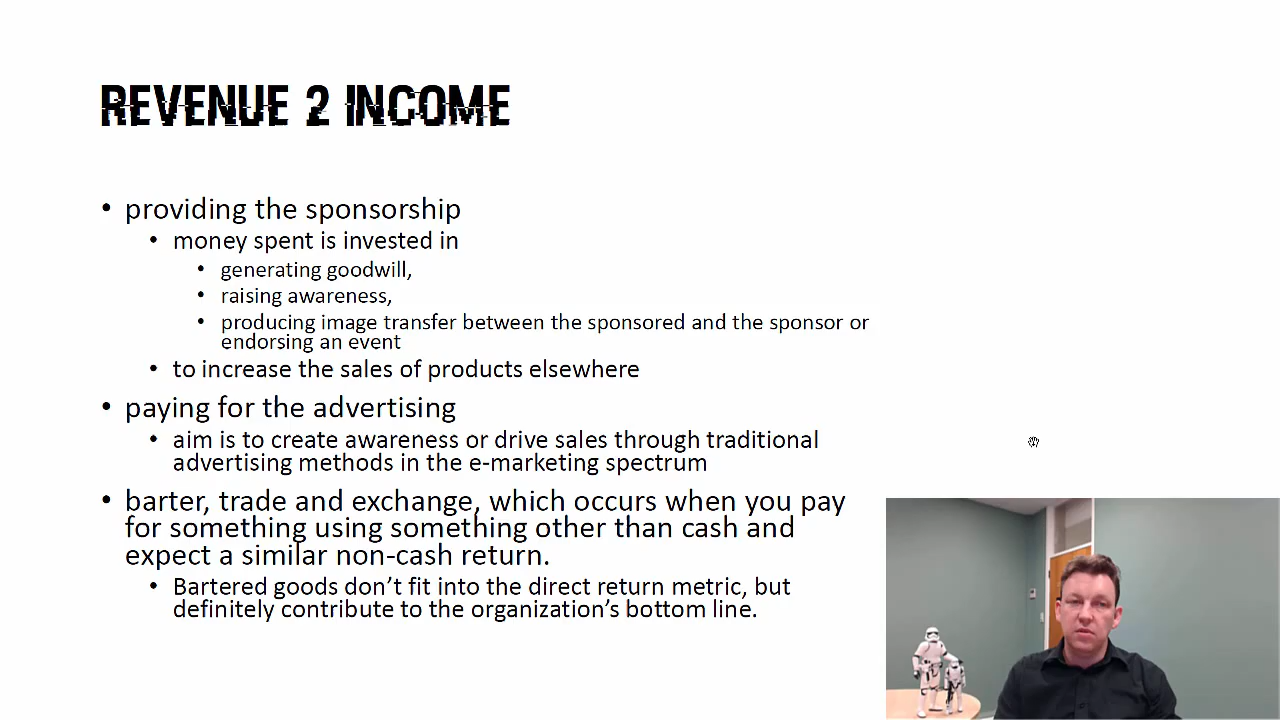 REVENUE 2 INCOME
• providing the sponsorship
• money spent is invested in
• generating goodwill,
• raising awareness,
• producing image transfer between the sponsored and the sponsor or
endorsing an event
• to increase the sales of products elsewhere
• paying for the advertising
• aim is to create awareness or drive sales through traditional
advertising methods in the e-marketing spectrum
• barter, trade and exchange, which occurs when you pay
for something using something other than cash and
expect a similar non-cash return.
• Bartered goods don’t fit into the direct return metric, but
definitely contribute to the organization’s bottom line.